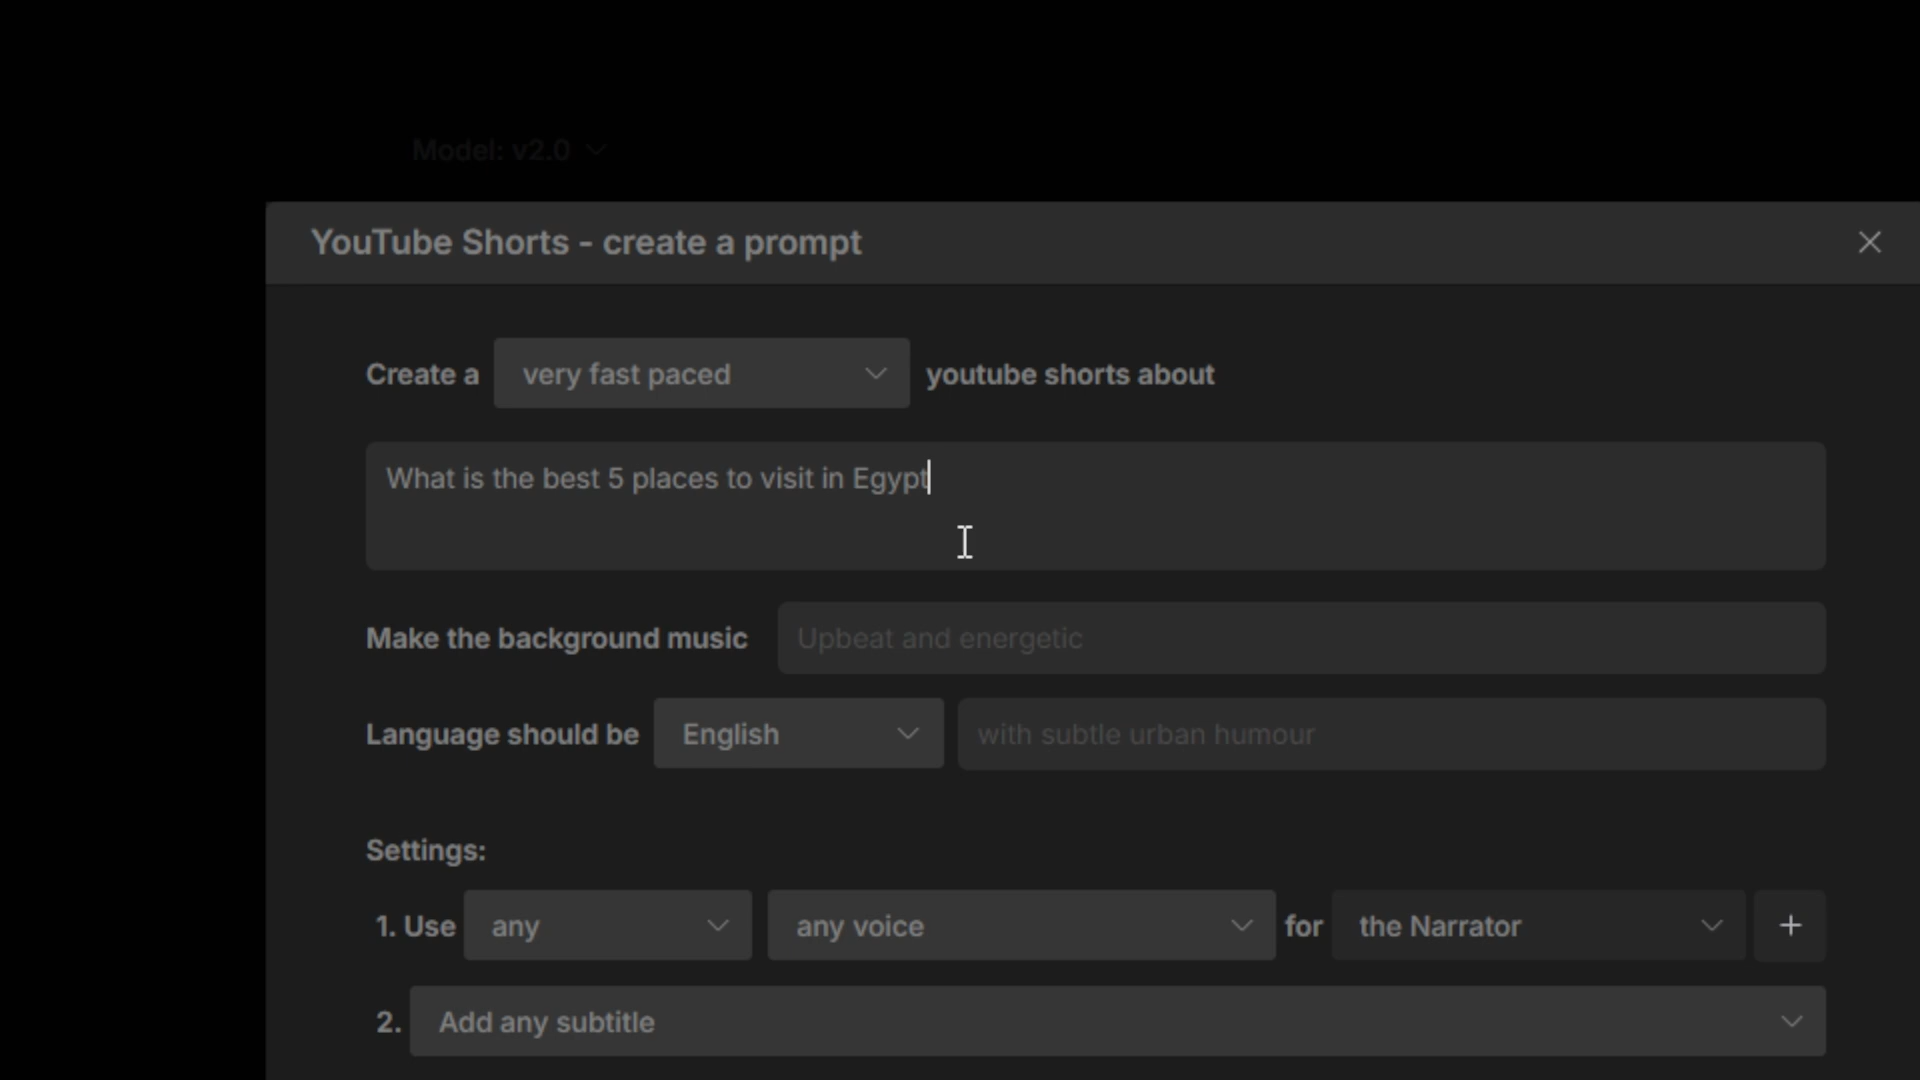 Model: v2.0
YouTube Shorts - create a prompt
Create a very fast paced youtube shorts about
What is the best 5 places to visit in Egypt
Make the background music Upbeat and energetic
Language should be English with subtle urban humour
Settings:
1. Use any any voice for the Narrator +
2. Add any subtitle